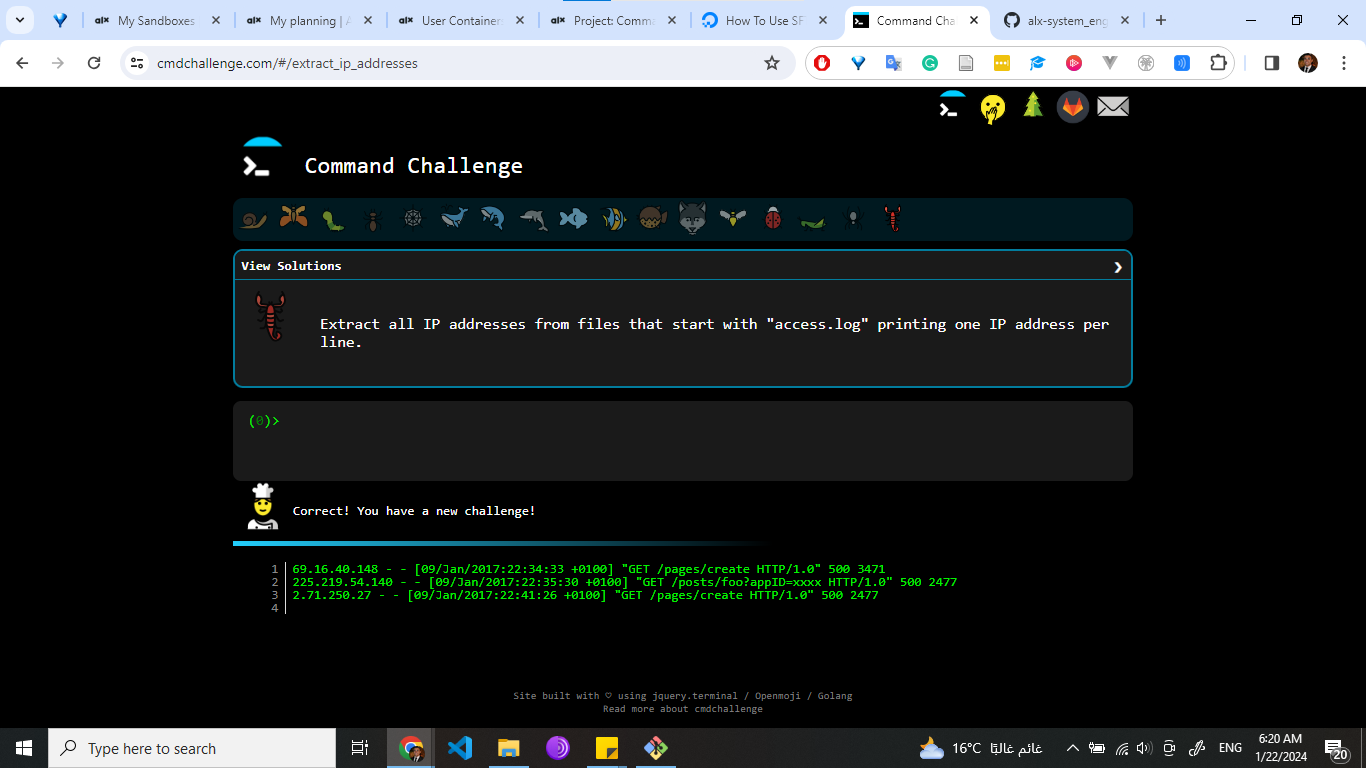 My Sandboxes
My planning | A
User Container
Project: Comma
How To Use SF
Command Cha
alx-system_eng
cmdchallenge.com/#/extract_ip_addresses
Command Challenge
View Solutions
Extract all IP addresses from files that start with "access.log" printing one IP address per
line.
(0)>
Correct! You have a new challenge!
1 69.16.40.148 - - [09/Jan/2017:22:34:33 +0100] "GET /pages/create HTTP/1.0" 500 3471
2 225.219.54.140 - - [09/Jan/2017:22:35:30 +0100] "GET /posts/foo?appID=xxxx HTTP/1.0" 500 2477
3 2.71.250.27 - - [09/Jan/2017:22:41:26 +0100] "GET /pages/create HTTP/1.0" 500 2477
4
Site built with ♡ using jquery.terminal / Openmoji / Golang
Read more about cmdchallenge
Type here to search
16°C غائم غالبًا
ENG
6:20 AM
1/22/2024
20